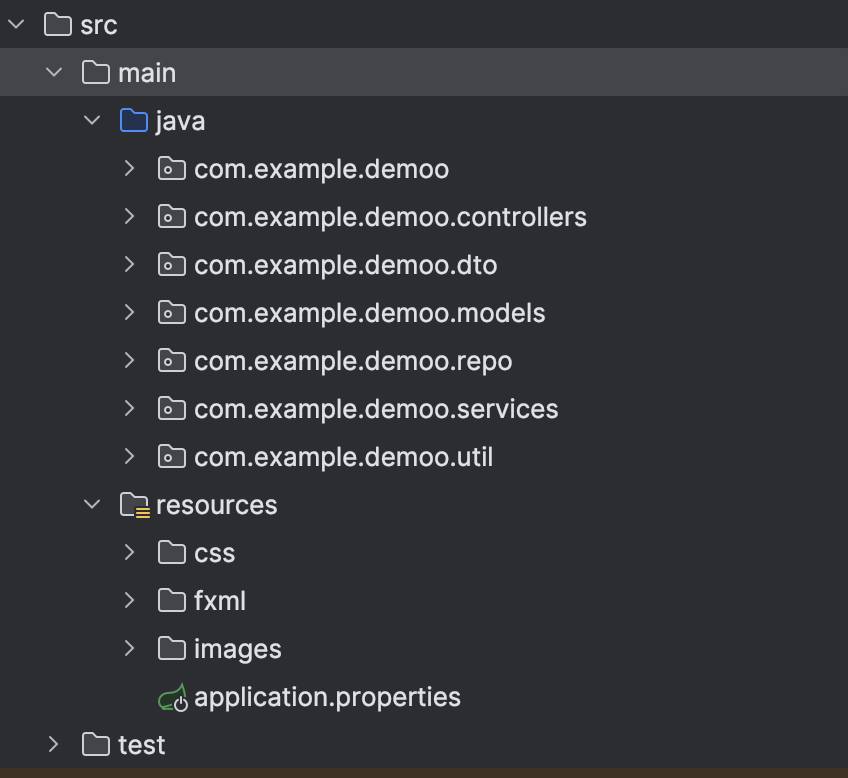 src
main
java
com.example.demoo
com.example.demoo.controllers
com.example.demoo.dto
com.example.demoo.models
com.example.demoo.repo
com.example.demoo.services
com.example.demoo.util
resources
css
fxml
images
application.properties
test